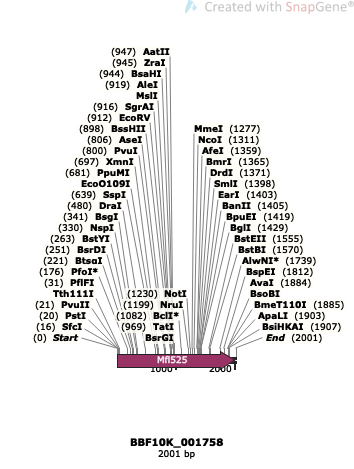 Created with SnapGene®
(947) AatII
(945) ZraI
(944) BsaHI
(919) AleI
MslI
(916) SgrAI
(912) EcoRV
(898) BssHII
(806) AseI
(800) PvuI
(697) XmnI
(681) PpuMI
EcoO109I
(639) SspI
(480) DraI
(341) BsgI
(330) NspI
(263) BstYI
(251) BsrDI
(221) BtsαI
(176) PfoI*
(31) PflFI
Tth111I
(21) PvuII
(20) PstI
(16) SfcI
(0) Start
MmeI (1277)
NcoI (1311)
AfeI (1359)
BmrI (1365)
DrdI (1371)
SmlI (1398)
EarI (1403)
BanII (1405)
BpuEI (1419)
BglI (1429)
BstEII (1555)
BstBI (1570)
AlwNI* (1739)
BspEI (1812)
AvaI (1884)
BsoBI
BmeT110I (1885)
ApaLI (1903)
BsiHKAI (1907)
End (2001)
(1230) NotI
(1199) NruI
(1082) BclI*
(969) TatI
BsrGI
Mfl525
1000
2000
BBF10K_001758
2001 bp